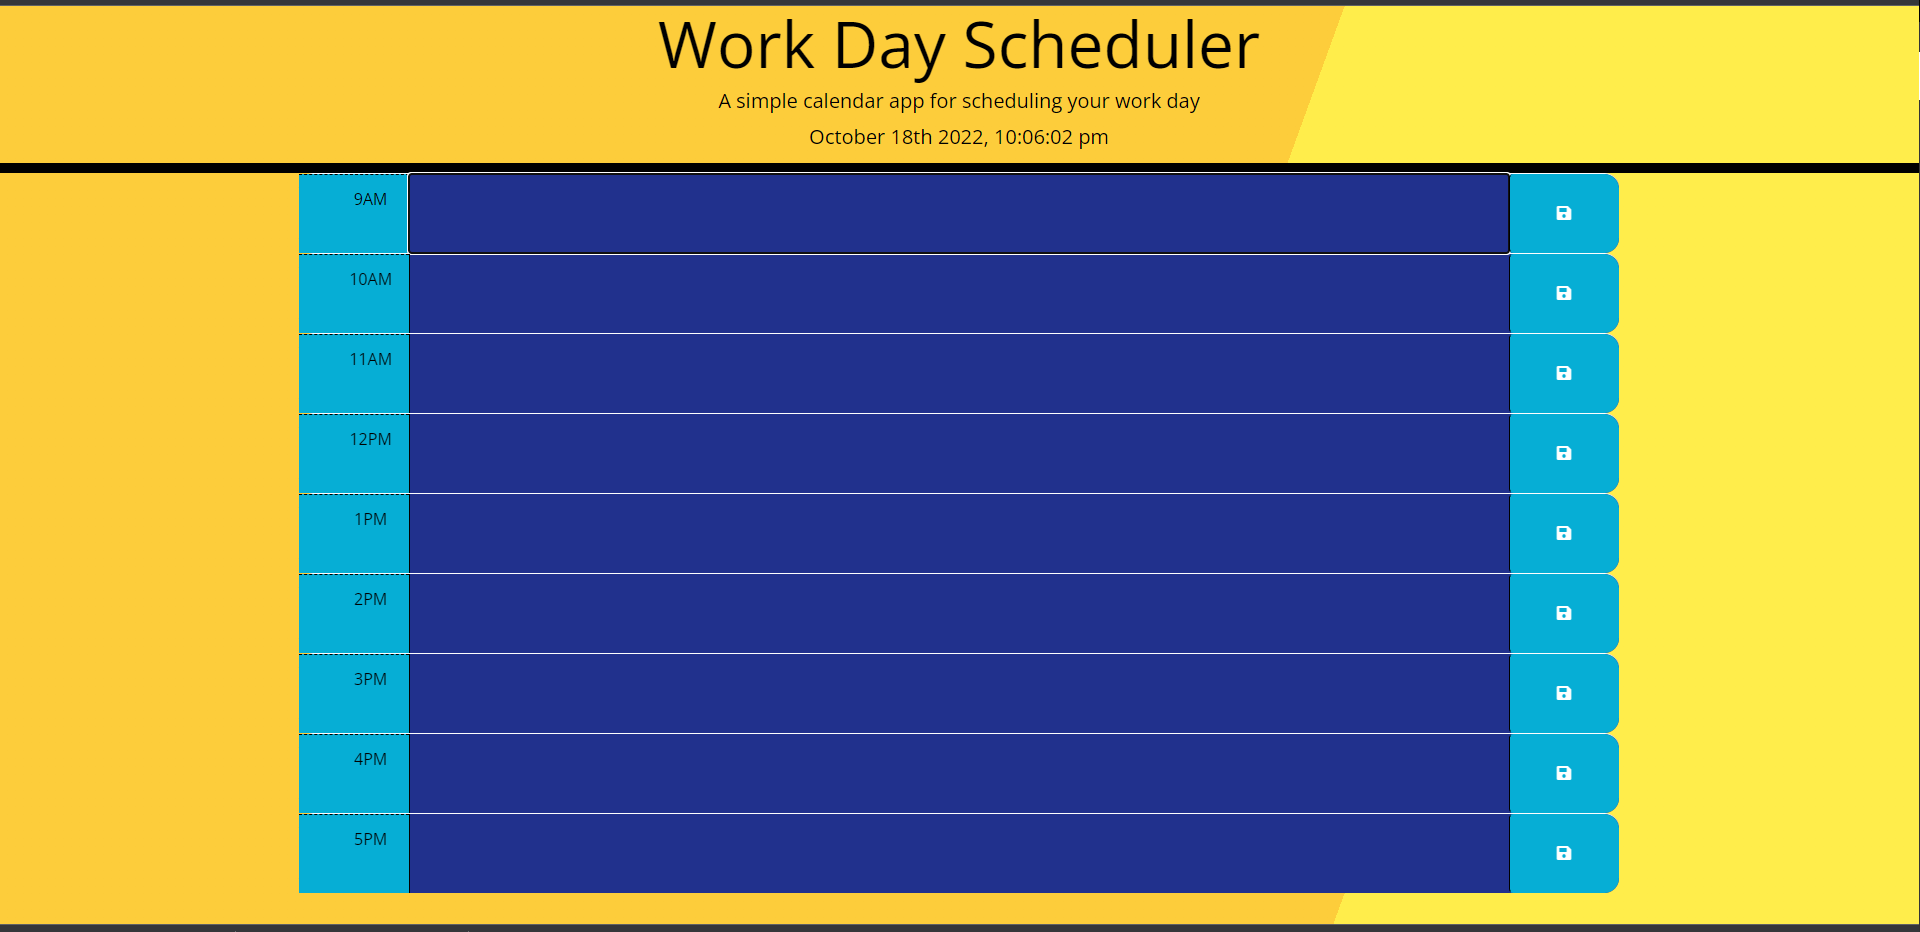 Work Day Scheduler
A simple calendar app for scheduling your work day
October 18th 2022, 10:06:02 pm
9AM
10AM
11AM
12PM
1PM
2PM
3PM
4PM
5PM